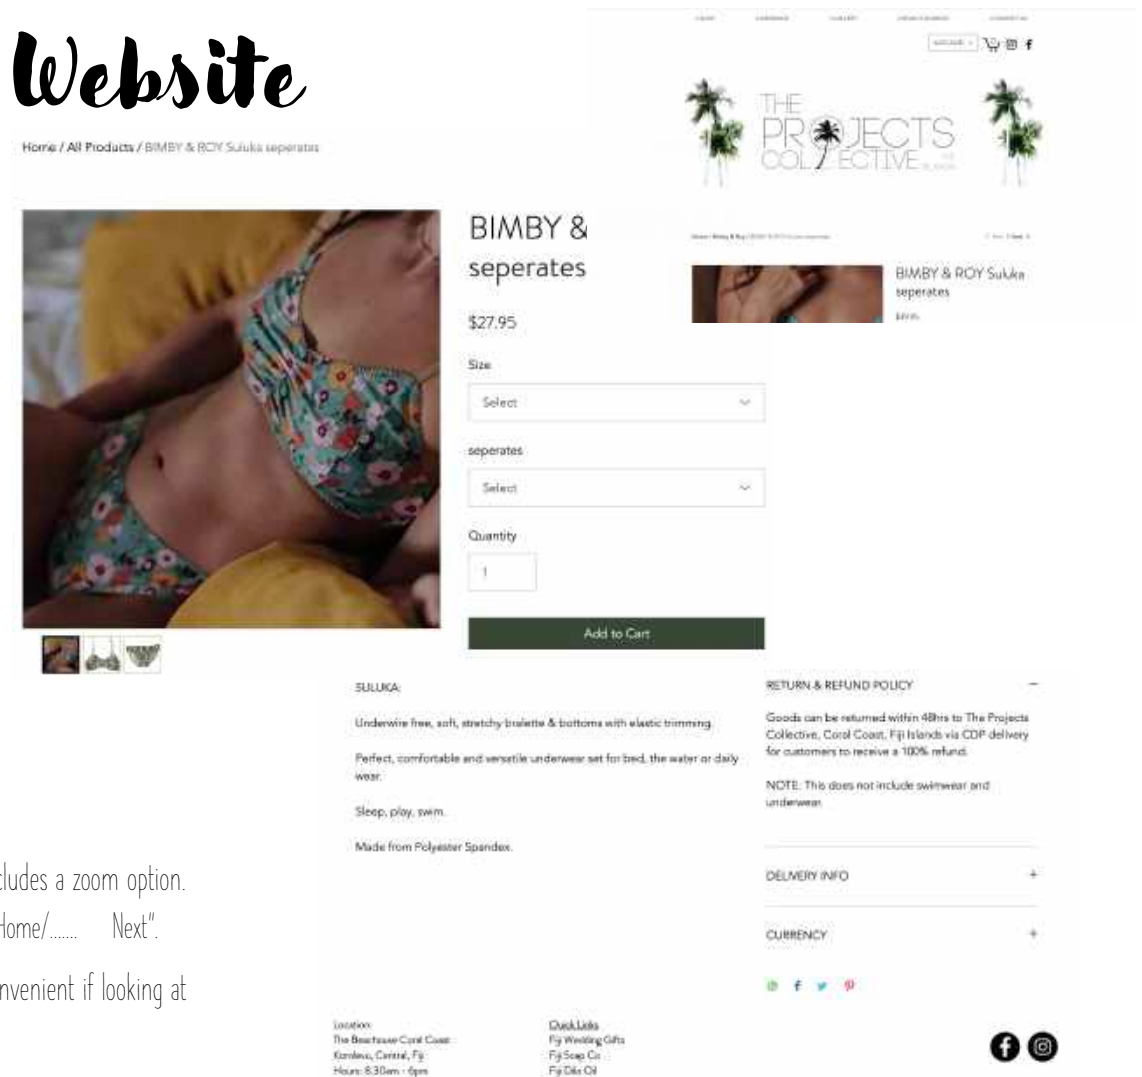 Website
Home / All Products / BIMBY & ROY Suluka seperates
BIMBY &
seperates
$27.95
Size
Select
seperates
Select
Quantity
1
Add to Cart
THE
PROJECTS
COLLECTIVE
BIMBY & ROY Suluka
seperates
SULUKA:
Underwire free, soft, stretchy bralette & bottoms with elastic trimming.
Perfect, comfortable and versatile underwear set for bed, the water or daily
wear.
Sleep, play, swim.
Made from Polyester Spandex.
RETURN & REFUND POLICY
Goods can be returned within 48hrs to The Projects
Collective, Coral Coast, Fiji Islands via CDP delivery
for customers to receive a 100% refund.
NOTE: This does not include swimwear and
underwear.
DELIVERY INFO
CURRENCY
cludes a zoom option.
Home/....... Next".
nvenient if looking at
Location:
The Beachouse Coral Coast
Korolevu, Central, Fiji
Hours: 8.30am - 6pm
Quick Links
Fiji Wedding Gifts
Fiji Soap Co
Fiji Dilo Oil